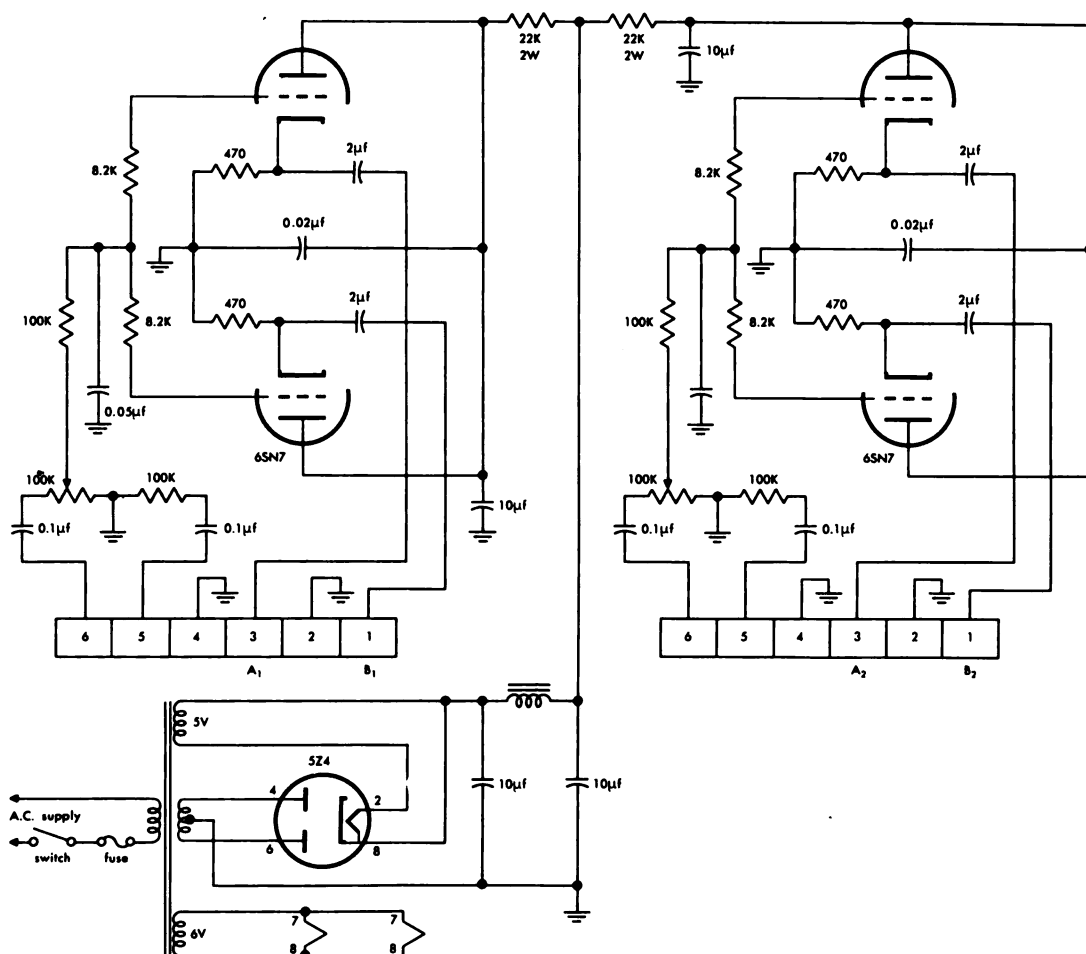 22K
2W
22K
2W
10µf
8.2K
470
2µf
0.02µf
100K
8.2K
470
2µf
0.05µf
6SN7
100K
100K
0.1µf
0.1µf
10µf
6
5
4
3
2
1
A1
B1
8.2K
470
2µf
0.02µf
100K
8.2K
470
2µf
6SN7
100K
100K
0.1µf
0.1µf
6
5
4
3
2
1
A2
B2
5V
5Z4
4
2
6
8
10µf
10µf
A.C. supply
switch
fuse
6V
7
7
8
8